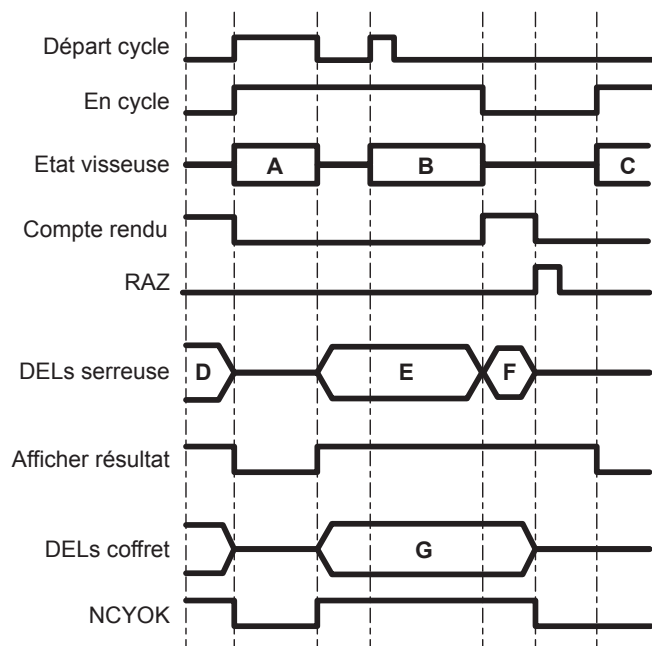 Départ cycle
En cycle
Etat visseuse
A
B
C
Compte rendu
RAZ
DELs serreuse
D
E
F
Afficher résultat
DELs coffret
G
NCYOK